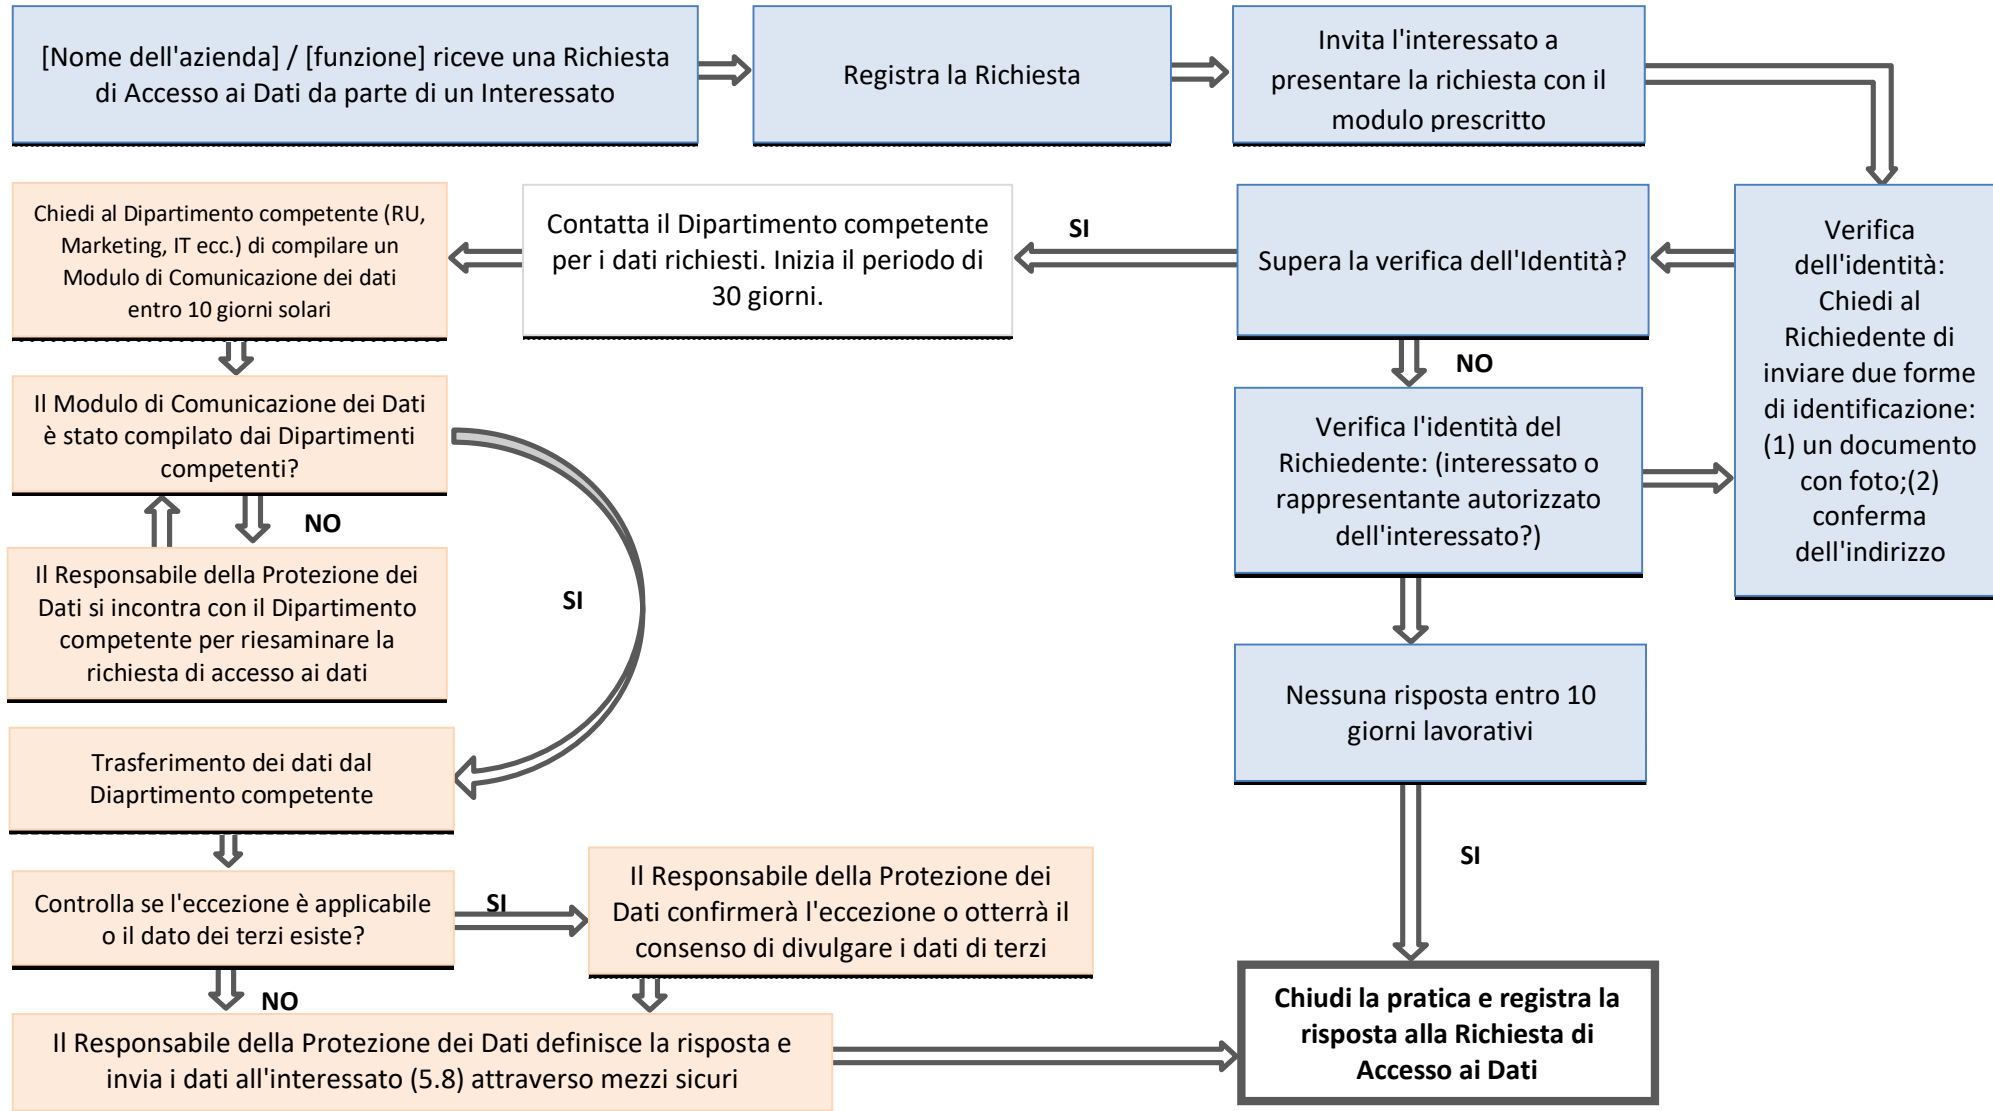 [Nome dell'azienda] / [funzione] riceve una Richiesta
di Accesso ai Dati da parte di un Interessato
Registra la Richiesta
Invita l'interessato a
presentare la richiesta con il
modulo prescritto
Verifica
dell'identità:
Chiedi al
Richiedente di
inviare due forme
di identificazione:
(1) un documento
con foto;(2)
conferma
dell'indirizzo
Supera la verifica dell'Identità?
SI
Contatta il Dipartimento competente
per i dati richiesti. Inizia il periodo di
30 giorni.
Chiedi al Dipartimento competente (RU,
Marketing, IT ecc.) di compilare un
Modulo di Comunicazione dei dati
entro 10 giorni solari
NO
Verifica l'identità del
Richiedente: (interessato o
rappresentante autorizzato
dell'interessato?)
Il Modulo di Comunicazione dei Dati
è stato compilato dai Dipartimenti
competenti?
NO
SI
Il Responsabile della Protezione dei
Dati si incontra con il Dipartimento
competente per riesaminare la
richiesta di accesso ai dati
Nessuna risposta entro 10
giorni lavorativi
SI
Trasferimento dei dati dal
Diaprtimento competente
Controlla se l'eccezione è applicabile
o il dato dei terzi esiste?
SI
Il Responsabile della Protezione dei
Dati confirmerà l'eccezione o otterrà il
consenso di divulgare i dati di terzi
NO
Il Responsabile della Protezione dei Dati definisce la risposta e
invia i dati all'interessato (5.8) attraverso mezzi sicuri
Chiudi la pratica e registra la
risposta alla Richiesta di
Accesso ai Dati